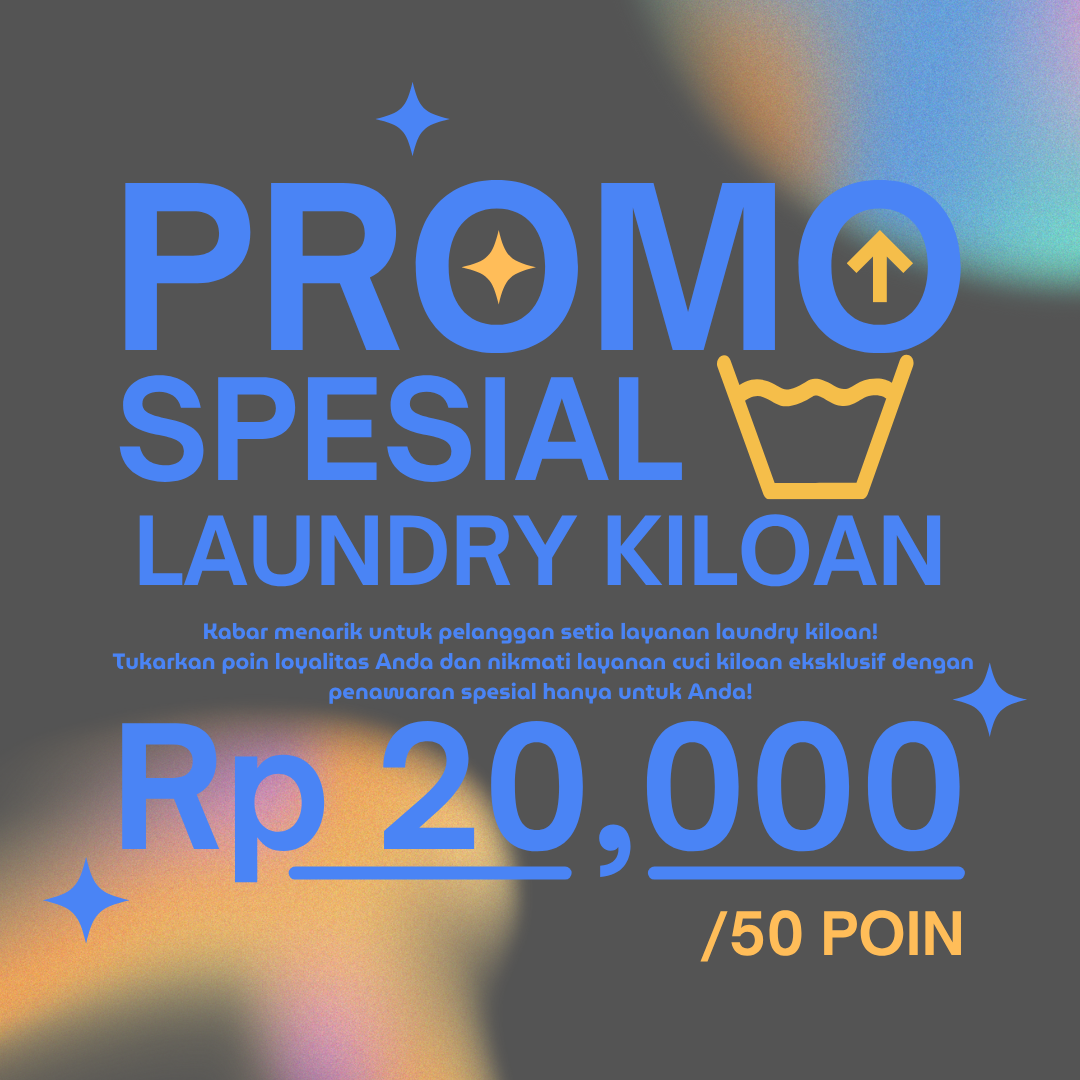 PROMO
SPESIAL
LAUNDRY KILOAN
Kabar menarik untuk pelanggan setia layanan laundry kiloan!
Tukarkan poin loyalitas Anda dan nikmati layanan cuci kiloan eksklusif dengan
penawaran spesial hanya untuk Anda!
Rp 20,000
/50 POIN